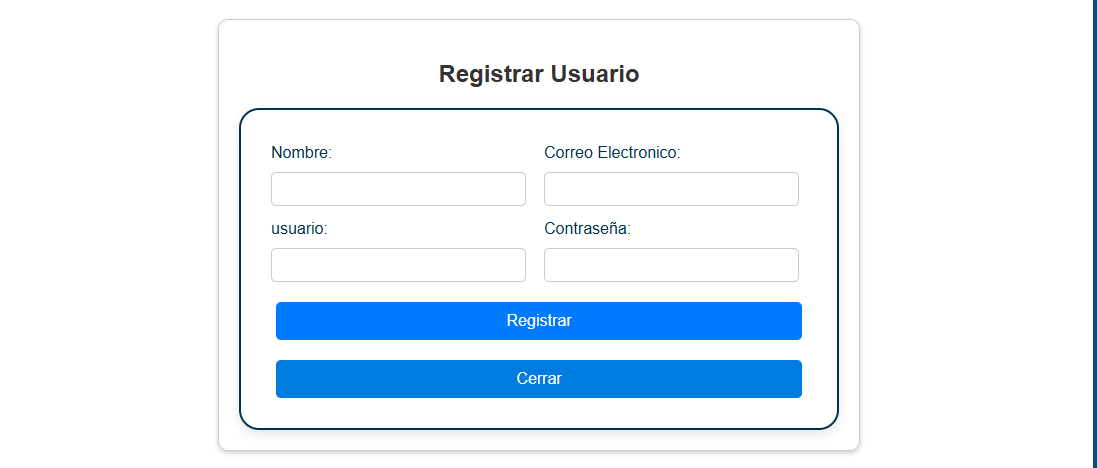 Registrar Usuario
Nombre: Correo Electronico:
usuario: Contraseña:
Registrar
Cerrar